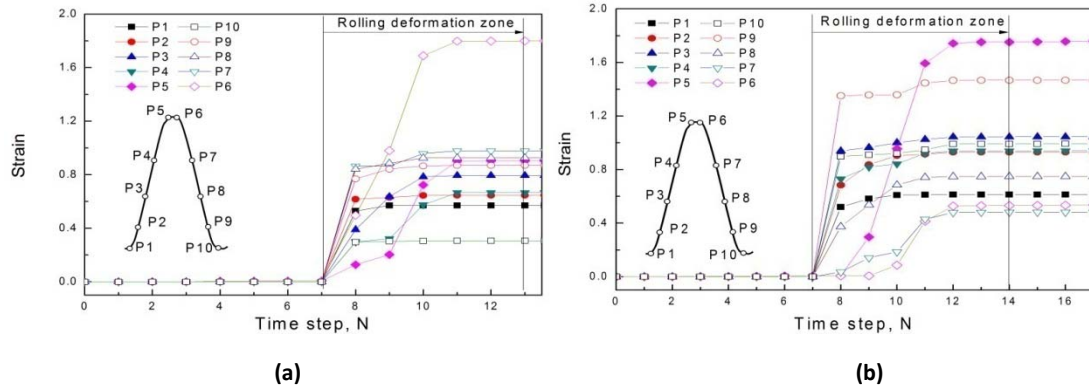 Rolling deformation zone
P1 P10
P2 P9
P3 P8
P4 P7
P5 P6
P5 P6
P4 P7
P3 P8
P2 P9
P1 P10
Strain
1.8
1.5
1.2
0.8
0.4
0.0
0 2 4 6 8 10 12
Time step, N
(a)
Rolling deformation zone
P1 P10
P2 P9
P3 P8
P4 P7
P5 P6
P5 P6
P4 P7
P3 P8
P2 P9
P1 P10
Strain
2.0
1.6
1.2
0.8
0.4
0.0
0 2 4 6 8 10 12 14 16
Time step, N
(b)